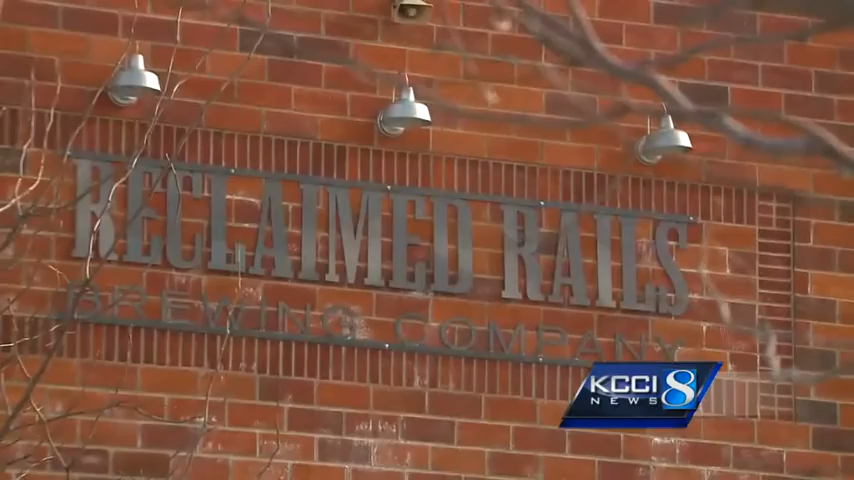 RECLAIMED RAILS
BREWING COMPANY
KCCI 8
NEWS